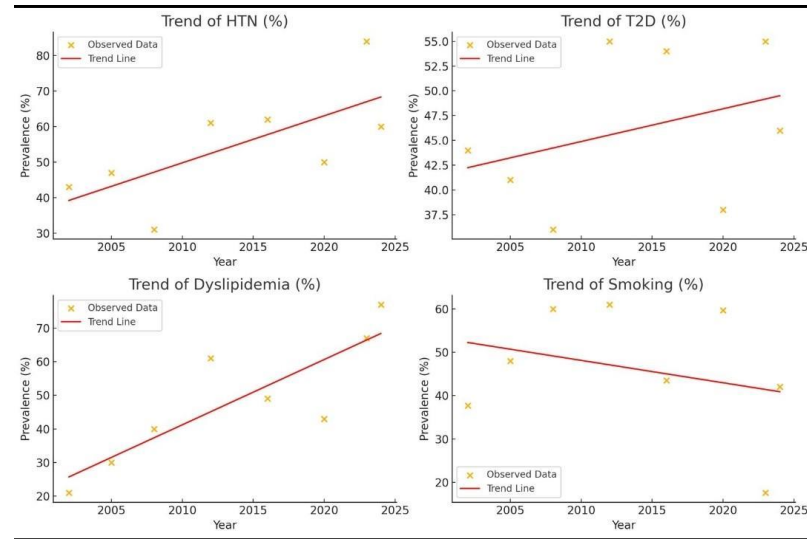 Trend of HTN (%)
Observed Data
Trend Line
Prevalence (%)
80
70
60
50
40
30
2005
2010
2015
2020
2025
Year
Trend of T2D (%)
Observed Data
Trend Line
Prevalence (%)
55.0
52.5
50.0
47.5
45.0
42.5
40.0
37.5
2005
2010
2015
2020
2025
Year
Trend of Dyslipidemia (%)
Observed Data
Trend Line
Prevalence (%)
70
60
50
40
30
20
2005
2010
2015
2020
2025
Year
Trend of Smoking (%)
Prevalence (%)
60
50
40
30
20
Observed Data
Trend Line
2005
2010
2015
2020
2025
Year